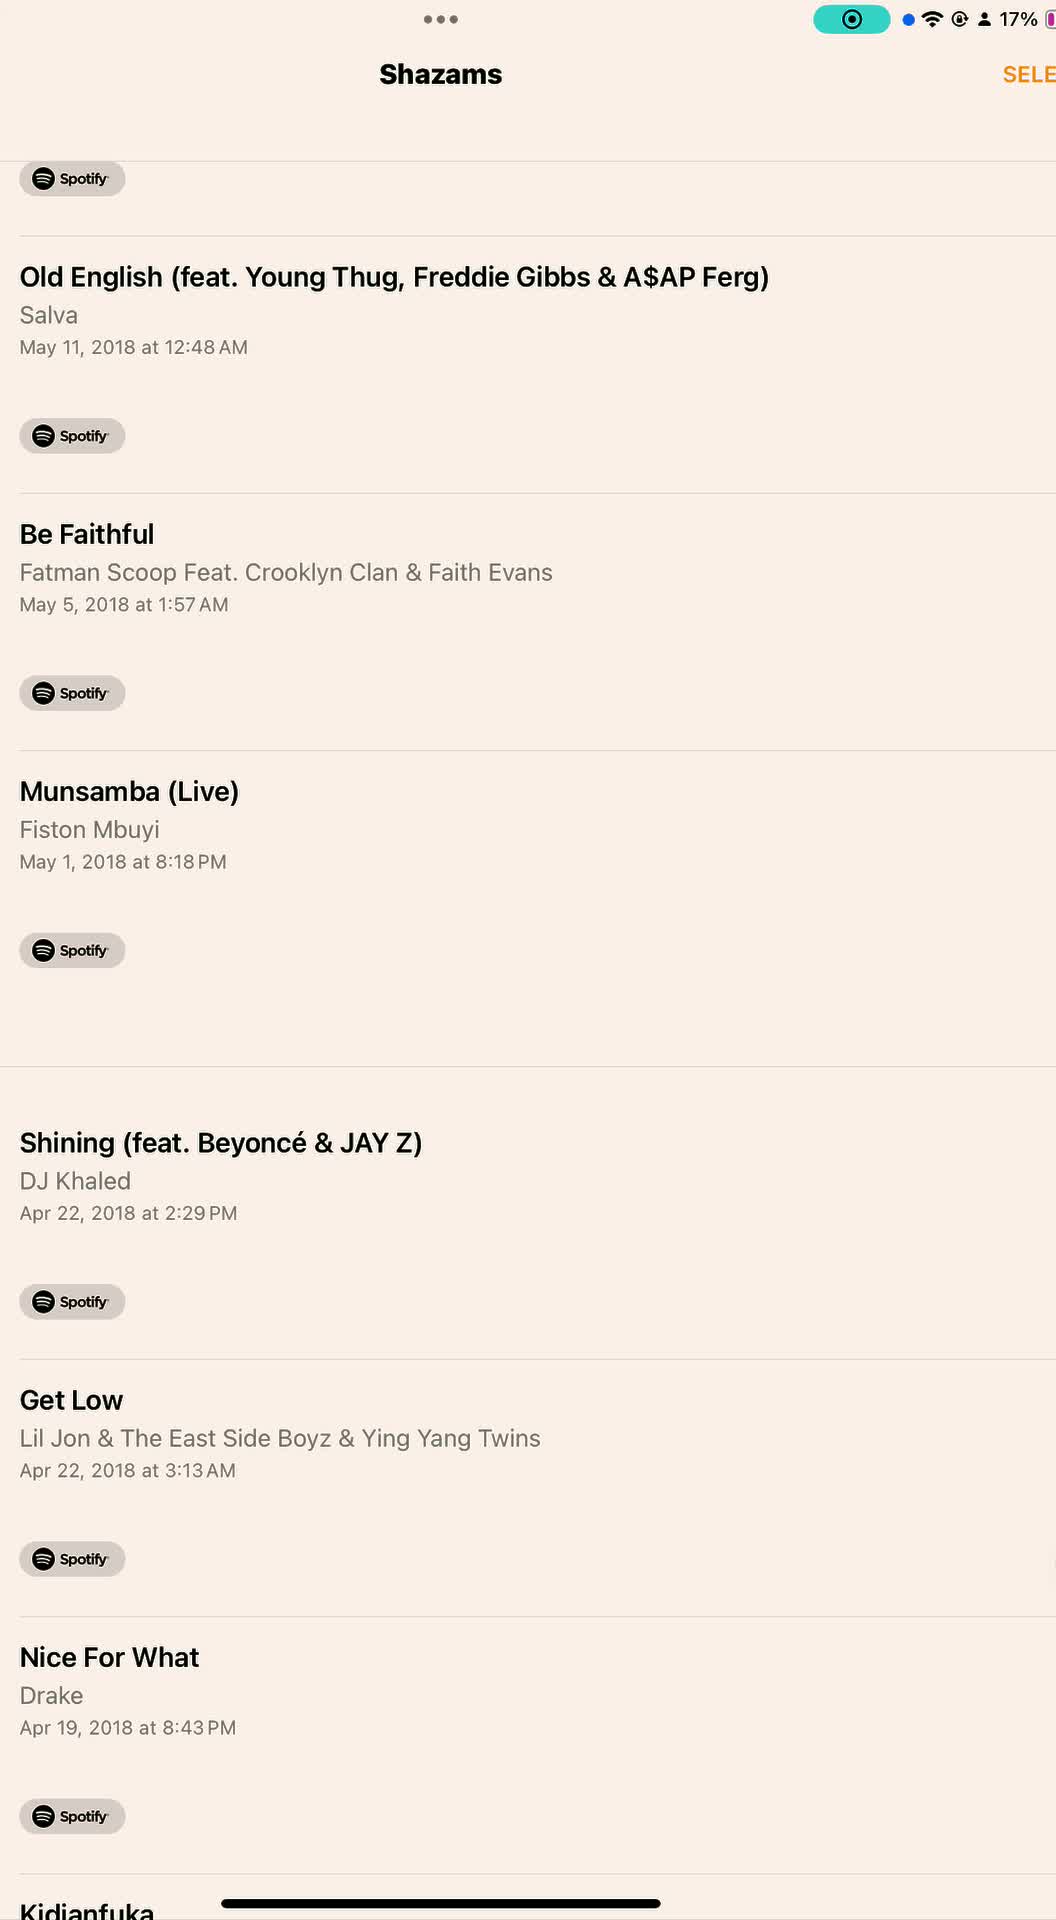 17%
Shazams
SELE
Spotify
Old English (feat. Young Thug, Freddie Gibbs & A$AP Ferg)
Salva
May 11, 2018 at 12:48 AM
Spotify
Be Faithful
Fatman Scoop Feat. Crooklyn Clan & Faith Evans
May 5, 2018 at 1:57 AM
Spotify
Munsamba (Live)
Fiston Mbuyi
May 1, 2018 at 8:18 PM
Spotify
Shining (feat. Beyoncé & JAY Z)
DJ Khaled
Apr 22, 2018 at 2:29 PM
Spotify
Get Low
Lil Jon & The East Side Boyz & Ying Yang Twins
Apr 22, 2018 at 3:13 AM
Spotify
Nice For What
Drake
Apr 19, 2018 at 8:43 PM
Spotify
Kidianfuka